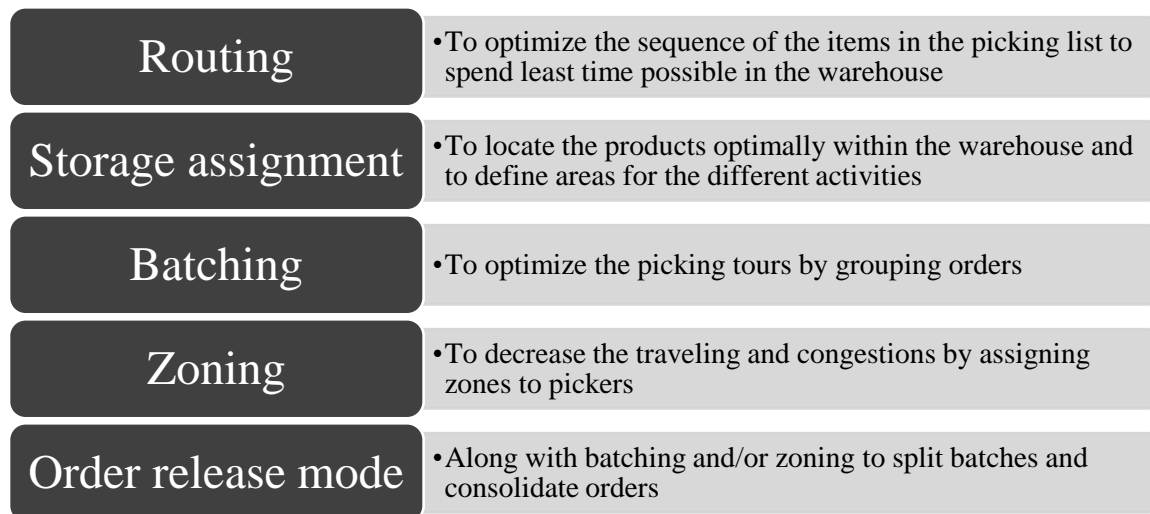 Routing
•To optimize the sequence of the items in the picking list to
spend least time possible in the warehouse
Storage assignment
•To locate the products optimally within the warehouse and
to define areas for the different activities
Batching
•To optimize the picking tours by grouping orders
Zoning
•To decrease the traveling and congestions by assigning
zones to pickers
Order release mode
•Along with batching and/or zoning to split batches and
consolidate orders